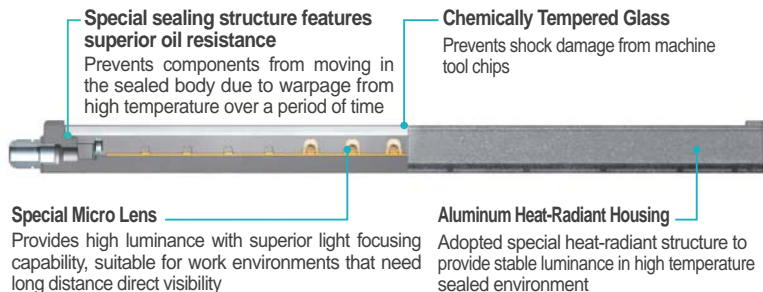 Special sealing structure features
superior oil resistance
Prevents components from moving in
the sealed body due to warpage from
high temperature over a period of time
Chemically Tempered Glass
Prevents shock damage from machine
tool chips
Special Micro Lens
Provides high luminance with superior light focusing
capability, suitable for work environments that need
long distance direct visibility
Aluminum Heat-Radiant Housing
Adopted special heat-radiant structure to
provide stable luminance in high temperature
sealed environment